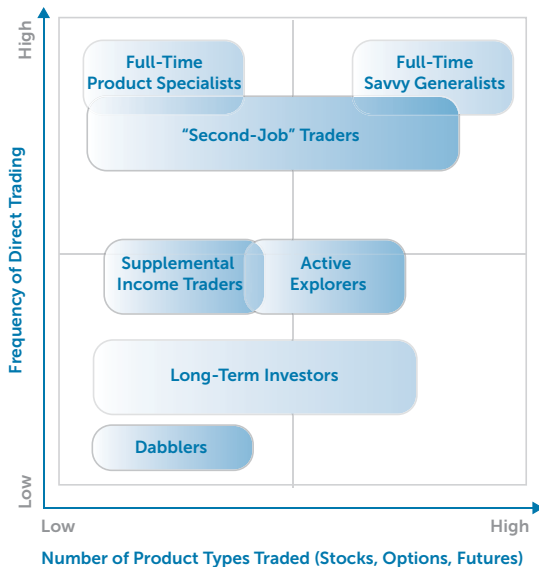 High
Full-Time
Product Specialists
Full-Time
Savvy Generalists
“Second-Job” Traders
Frequency of Direct Trading
Supplemental
Income Traders
Active
Explorers
Long-Term Investors
Dabblers
Low
Low
High
Number of Product Types Traded (Stocks, Options, Futures)